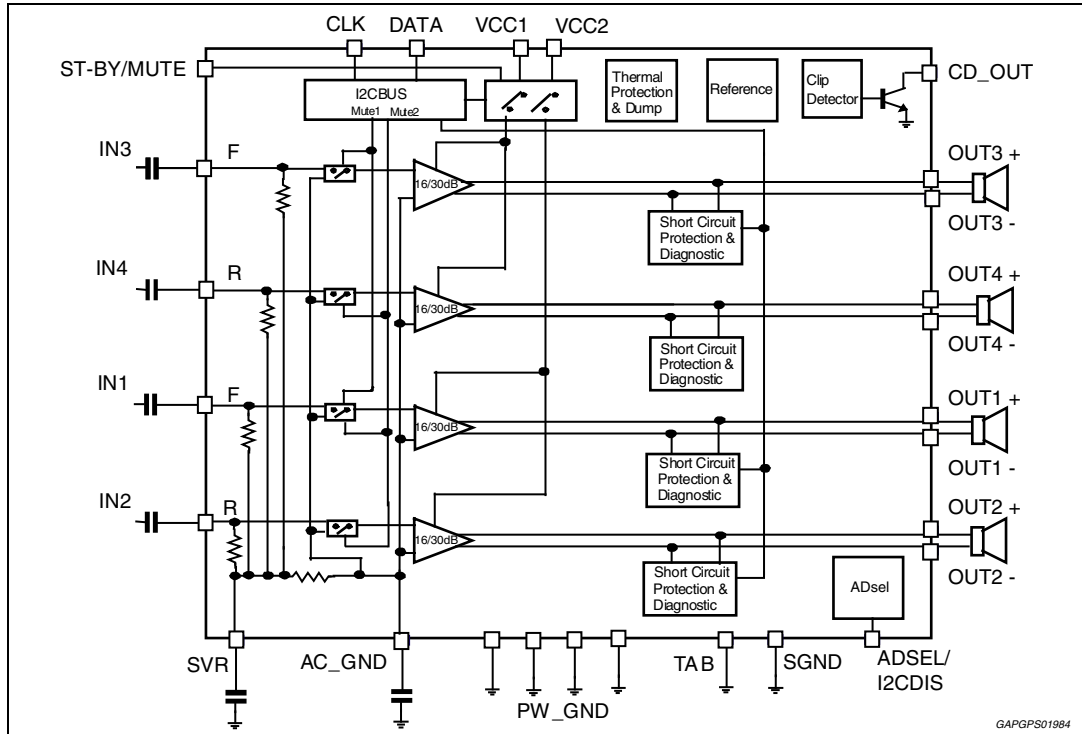 CLK DATA VCC1 VCC2
ST-BY/MUTE
I2CBUS
Mute1 Mute2
Thermal
Protection
& Dump
Reference
Clip
Detector
CD_OUT
IN3
F
16/30dB
Short Circuit
Protection &
Diagnostic
OUT3 +
OUT3 -
IN4
R
16/30dB
Short Circuit
Protection &
Diagnostic
OUT4 +
OUT4 -
IN1
F
16/30dB
Short Circuit
Protection &
Diagnostic
OUT1 +
OUT1 -
IN2
R
16/30dB
Short Circuit
Protection &
Diagnostic
OUT2 +
OUT2 -
ADsel
SVR
AC_GND
PW_GND
TAB
SGND
ADSEL/
I2CDIS
GAPGPS01984